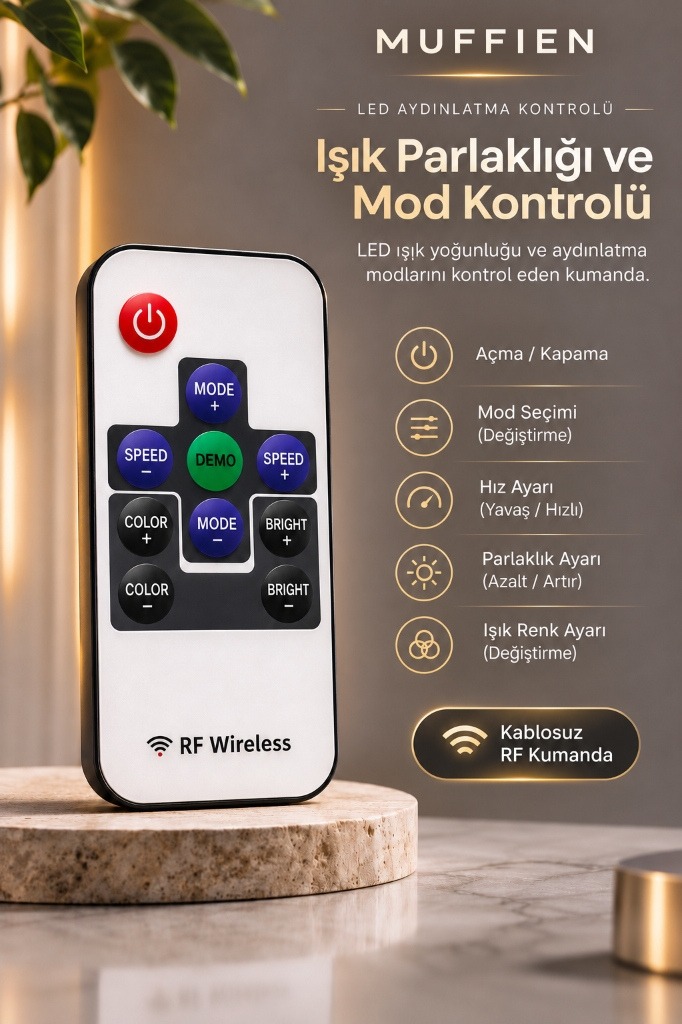 MUFFIEN
LED AYDINLATMA KONTROLÜ
Işık Parlaklığı ve
Mod Kontrolü
LED ışık yoğunluğu ve aydınlatma
modlarını kontrol eden kumanda.
Açma / Kapama
Mod Seçimi
(Değiştirme)
Hız Ayarı
(Yavaş / Hızlı)
Parlaklık Ayarı
(Azalt / Artır)
Işık Renk Ayarı
(Değiştirme)
Kablosuz
RF Kumanda
MODE
+
SPEED
–
DEMO
SPEED
+
COLOR
+
MODE
–
BRIGHT
+
COLOR
–
BRIGHT
–
RF Wireless